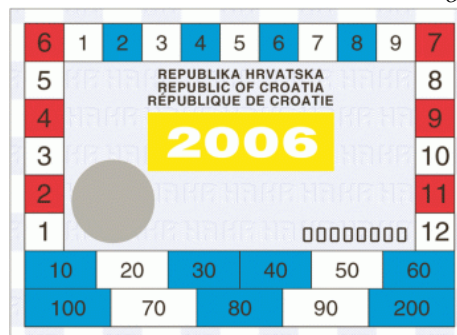 6 1 2 3 4 5 6 7 8 9 7
5 REPUBLIKA HRVATSKA 8
REPUBLIC OF CROATIA
RÉPUBLIQUE DE CROATIE
4 2006 9
3 10
2 11
1 00000000 12
10 20 30 40 50 60
100 70 80 90 200